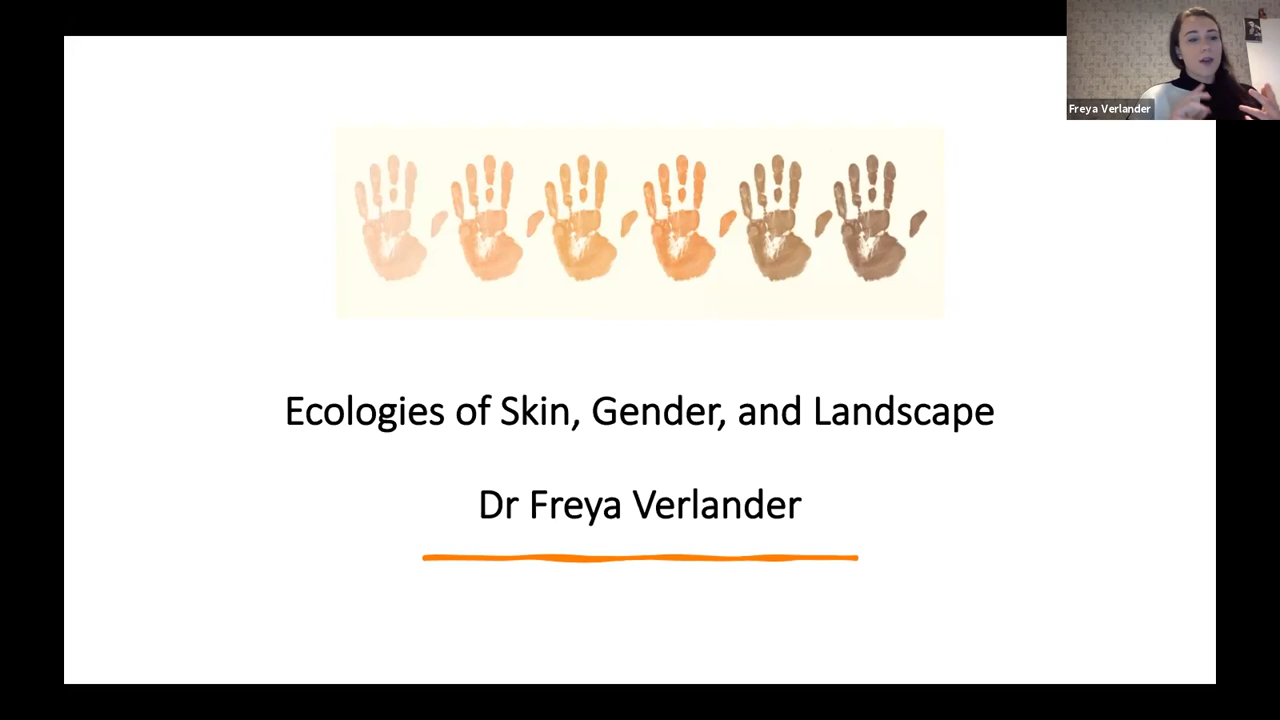 Freya Verlander
Ecologies of Skin, Gender, and Landscape
Dr Freya Verlander